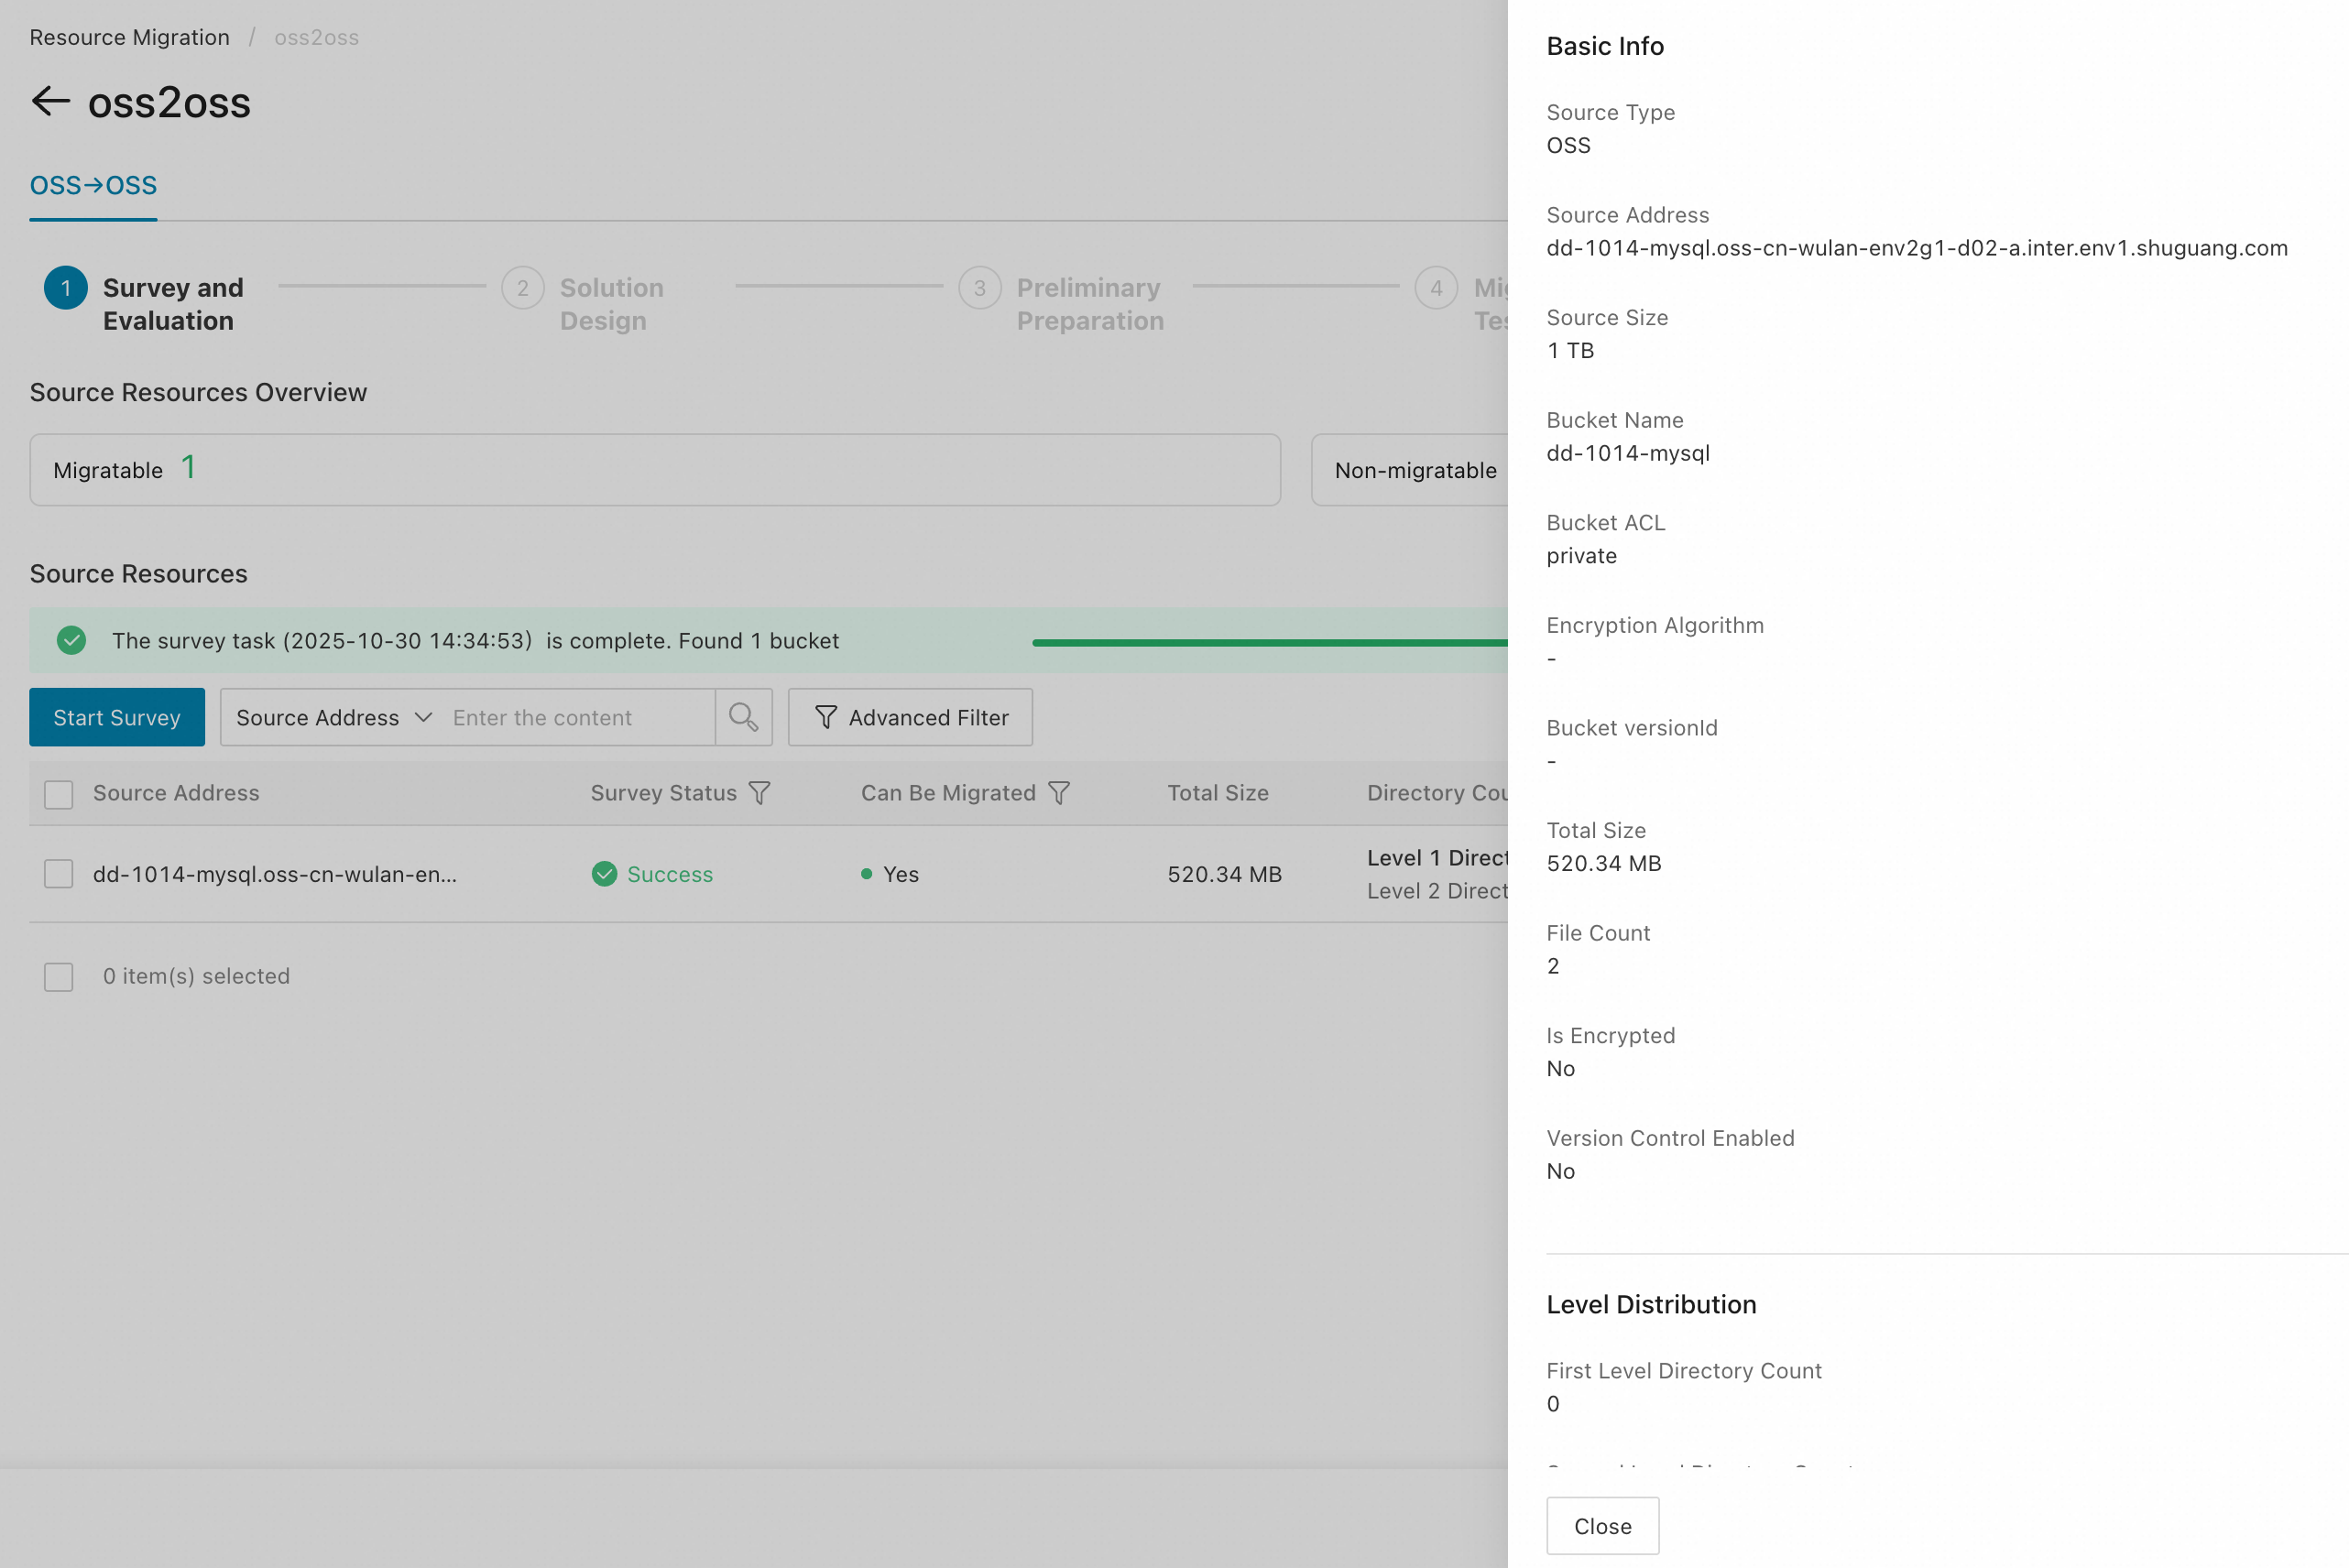 Resource Migration / oss2oss
oss2oss
OSS→OSS
1 Survey and Evaluation
2 Solution Design
3 Preliminary Preparation
4
Source Resources Overview
Migratable 1
Non-migratable
Source Resources
The survey task (2025-10-30 14:34:53) is complete. Found 1 bucket
Start Survey
Source Address
Enter the content
Advanced Filter
Source Address Survey Status Can Be Migrated Total Size Directory
dd-1014-mysql.oss-cn-wulan-en... Success Yes 520.34 MB Level 1
Level 2
0 item(s) selected
Basic Info
Source Type
OSS
Source Address
dd-1014-mysql.oss-cn-wulan-env2g1-d02-a.inter.env1.shuguang.com
Source Size
1 TB
Bucket Name
dd-1014-mysql
Bucket ACL
private
Encryption Algorithm
-
Bucket versionId
-
Total Size
520.34 MB
File Count
2
Is Encrypted
No
Version Control Enabled
No
Level Distribution
First Level Directory Count
0
Close